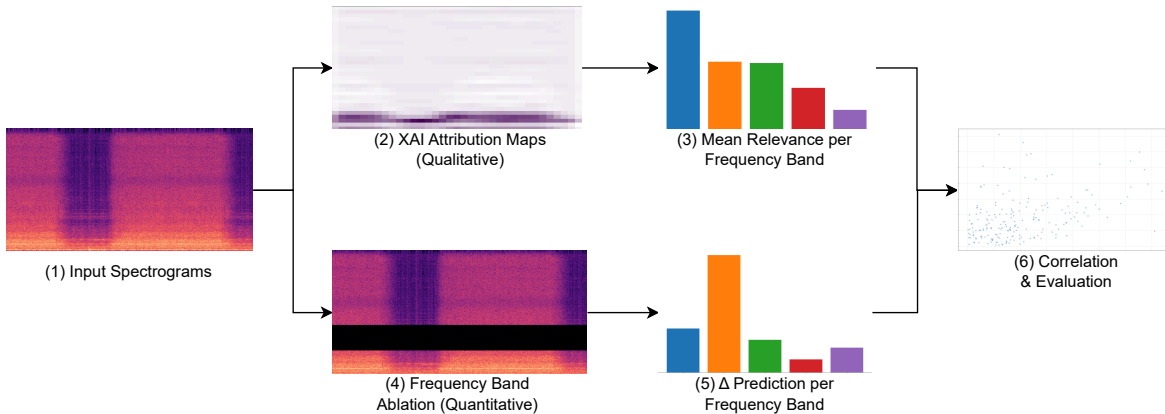 (1) Input Spectrograms
(2) XAI Attribution Maps
(Qualitative)
(3) Mean Relevance per
Frequency Band
(4) Frequency Band
Ablation (Quantitative)
(5) Δ Prediction per
Frequency Band
(6) Correlation
& Evaluation